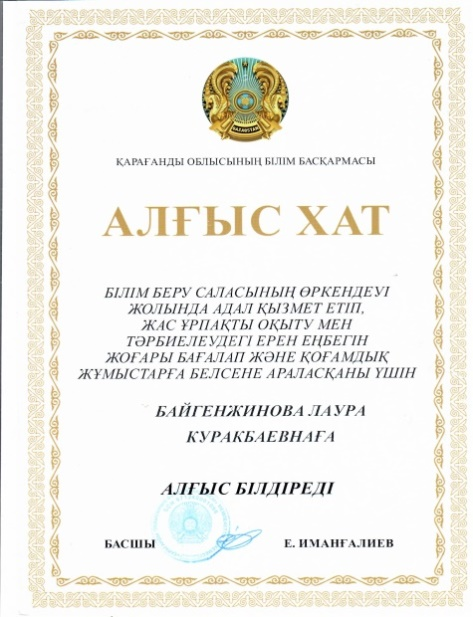 ҚАЗАҚСТАН
ҚАРАҒАНДЫ ОБЛЫСЫНЫҢ БІЛІМ БАСҚАРМАСЫ
АЛҒЫС ХАТ
БІЛІМ БЕРУ САЛАСЫНЫҢ ӨРКЕНДЕУІ
ЖОЛЫНДА АДАЛ ҚЫЗМЕТ ЕТІП,
ЖАС ҰРПАҚТЫ ОҚЫТУ МЕН
ТӘРБИЕЛЕУДЕГІ ЕРЕН ЕҢБЕГІН
ЖОҒАРЫ БАҒАЛАП ЖӘНЕ ҚОҒАМДЫҚ
ЖҰМЫСТАРҒА БЕЛСЕНЕ АРАЛАСҚАНЫ ҮШІН
БАЙГЕНЖИНОВА ЛАУРА
КУРАКБАЕВНАҒА
АЛҒЫС БІЛДІРЕДІ
БАСШЫ Е. ИМАНҒАЛИЕВ